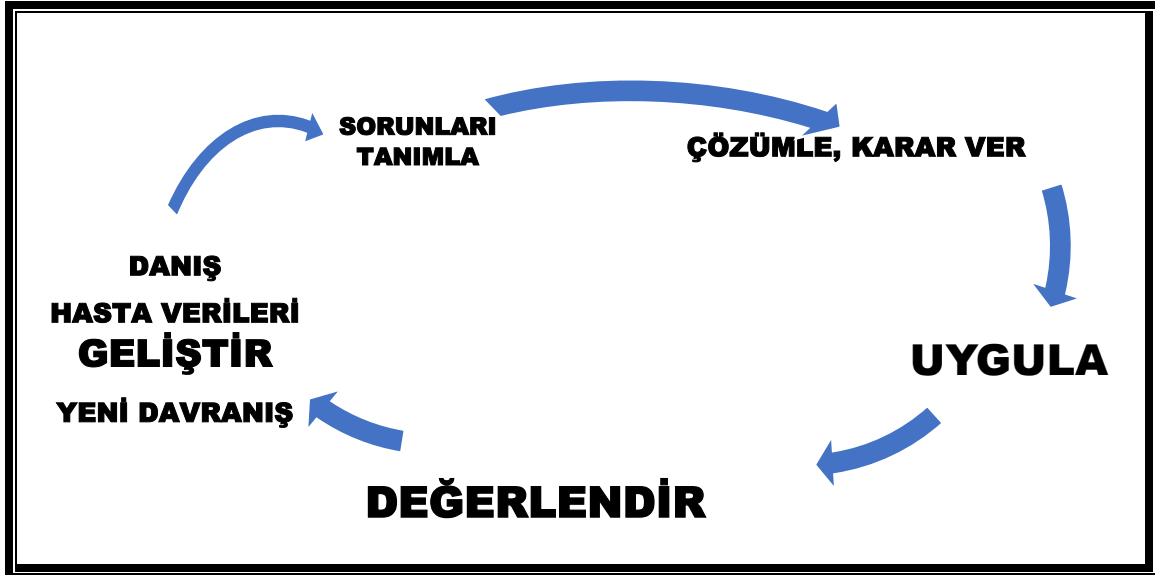 SORUNLARI
TANIMLA
ÇÖZÜMLE, KARAR VER
DANIŞ
HASTA VERİLERİ
GELİŞTİR
YENİ DAVRANIŞ
UYGULA
DEĞERLENDİR